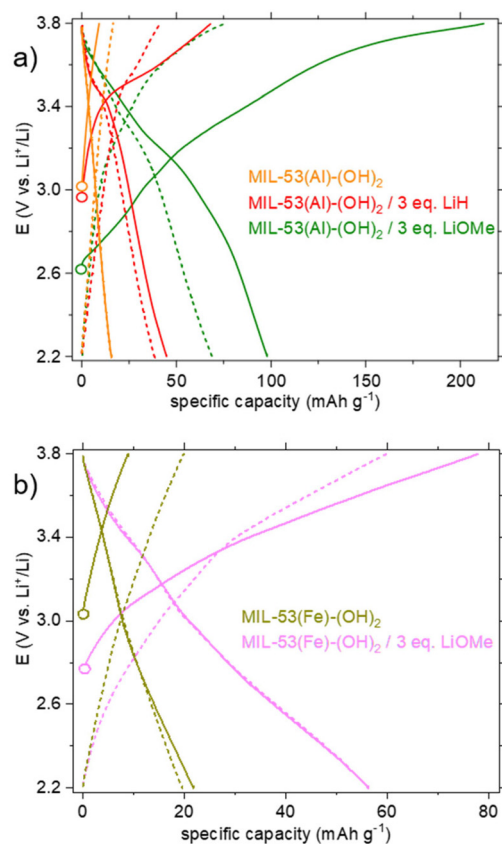 a)
3.8
3.4
3.0
2.6
2.2
E (V vs. Li⁺/Li)
MIL-53(Al)-(OH)₂
MIL-53(Al)-(OH)₂ / 3 eq. LiH
MIL-53(Al)-(OH)₂ / 3 eq. LiOMe
0 50 100 150 200
specific capacity (mAh g⁻¹)
b)
3.8
3.4
3.0
2.6
2.2
E (V vs. Li⁺/Li)
MIL-53(Fe)-(OH)₂
MIL-53(Fe)-(OH)₂ / 3 eq. LiOMe
0 20 40 60 80
specific capacity (mAh g⁻¹)